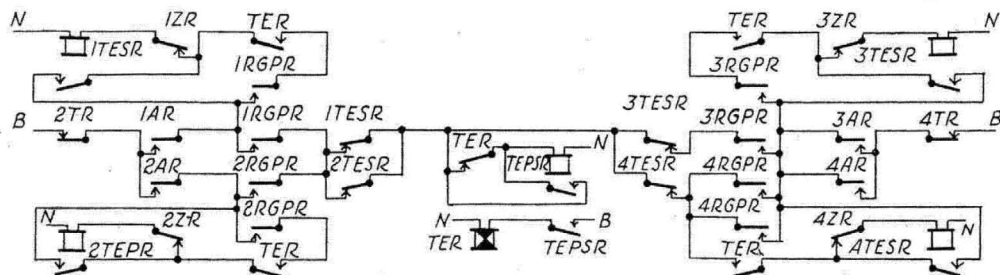 N 1ZR TER TER 3ZR N
1TESR 3TESR
1RGPR 3RGPR
B 2TR 1AR 1RGPR 1TESR 3TESR 3RGPR 3AR 4TR B
2AR 2RGPR 2TESR TER TEPSR N 4TESR 4RGPR 4AR
N 2ZR 2RGPR N B 4RGPR 4ZR N
2TEPR TER TER TEPSR TER ATESR